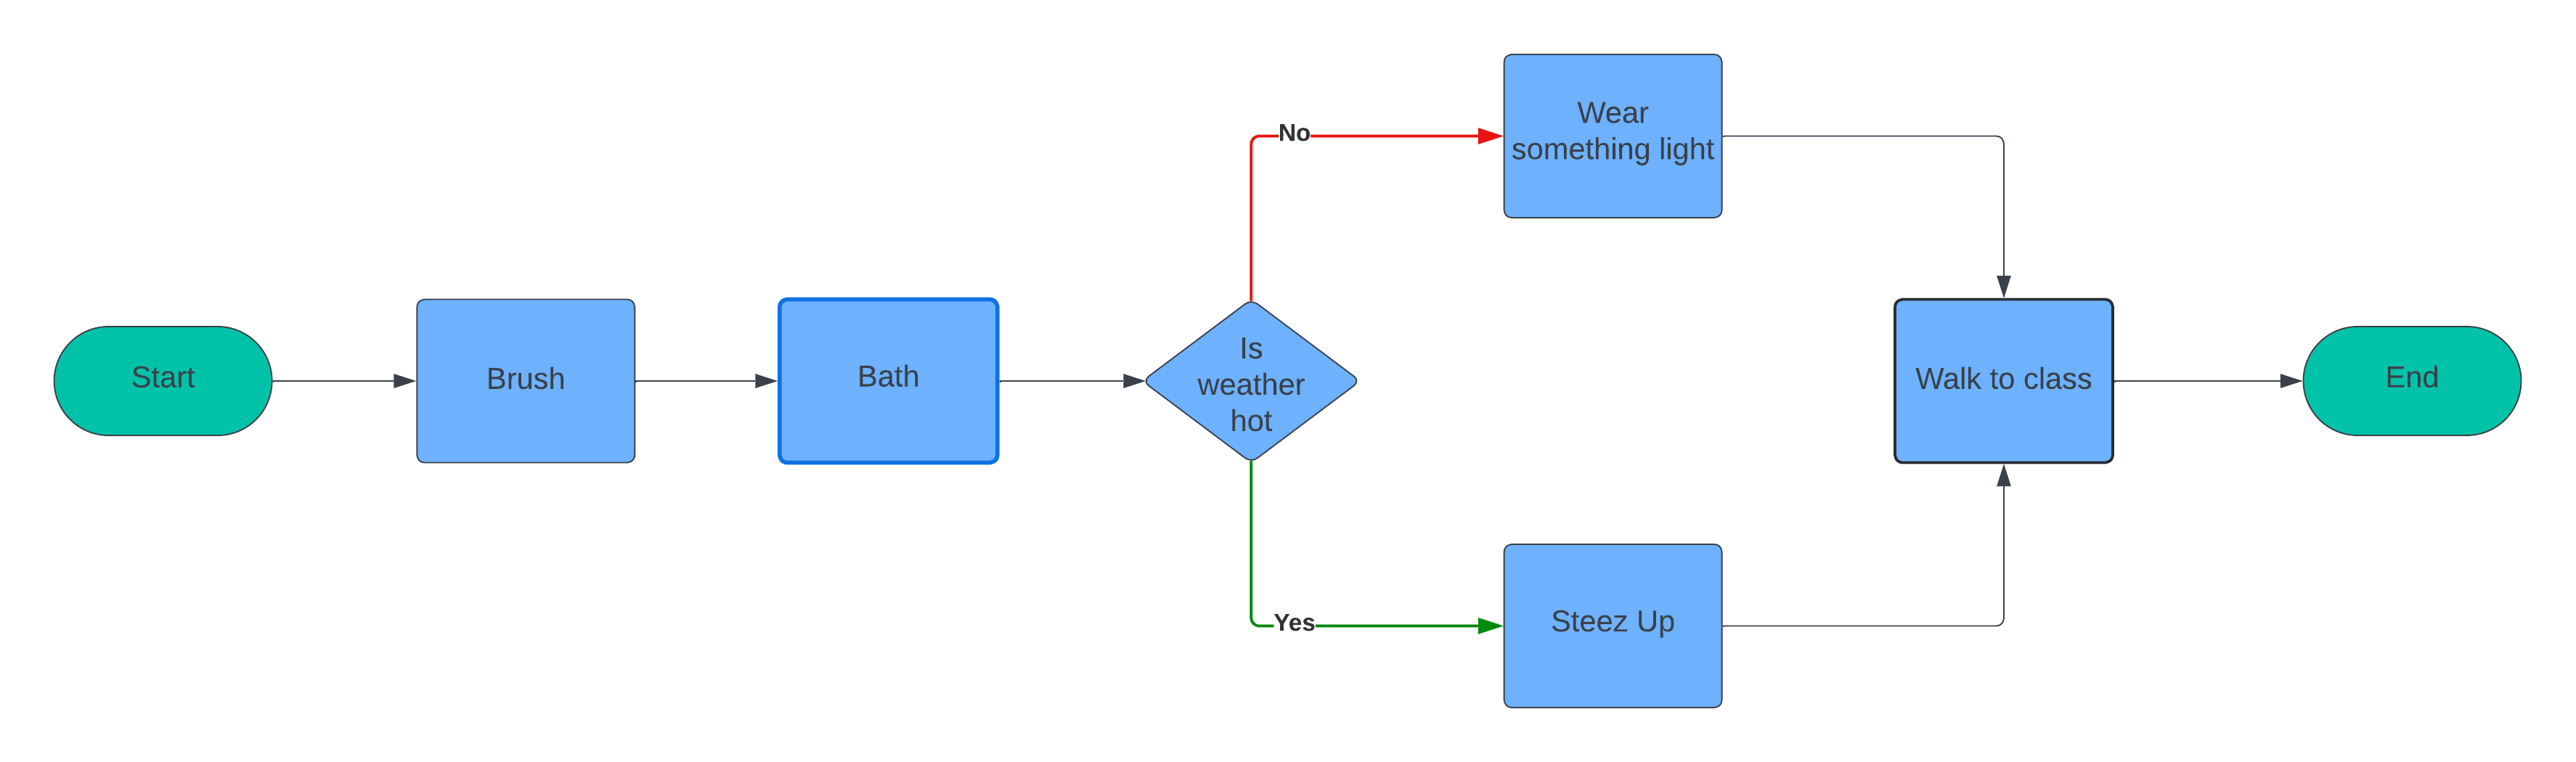 Start
Brush
Bath
Is
weather
hot
No
Wear
something light
Yes
Steez Up
Walk to class
End